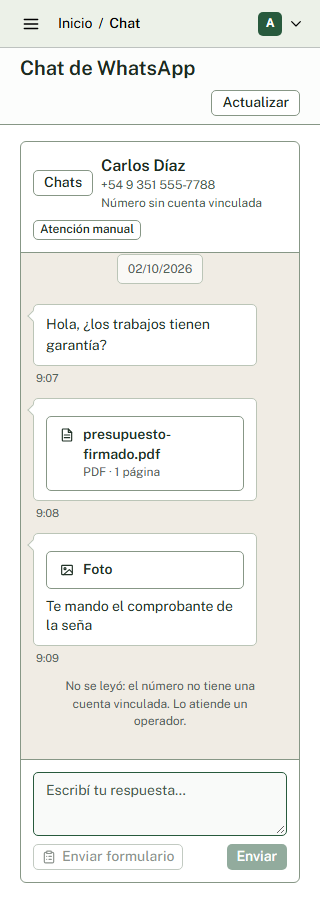 Inicio / Chat
A
Chat de WhatsApp
Actualizar
Chats
Carlos Díaz
+54 9 351 555-7788
Número sin cuenta vinculada
Atención manual
02/10/2026
Hola, ¿los trabajos tienen
garantía?
9:07
presupuesto-
firmado.pdf
PDF · 1 página
9:08
Foto
Te mando el comprobante de
la seña
9:09
No se leyó: el número no tiene una
cuenta vinculada. Lo atiende un
operador.
Escribí tu respuesta...
Enviar formulario
Enviar